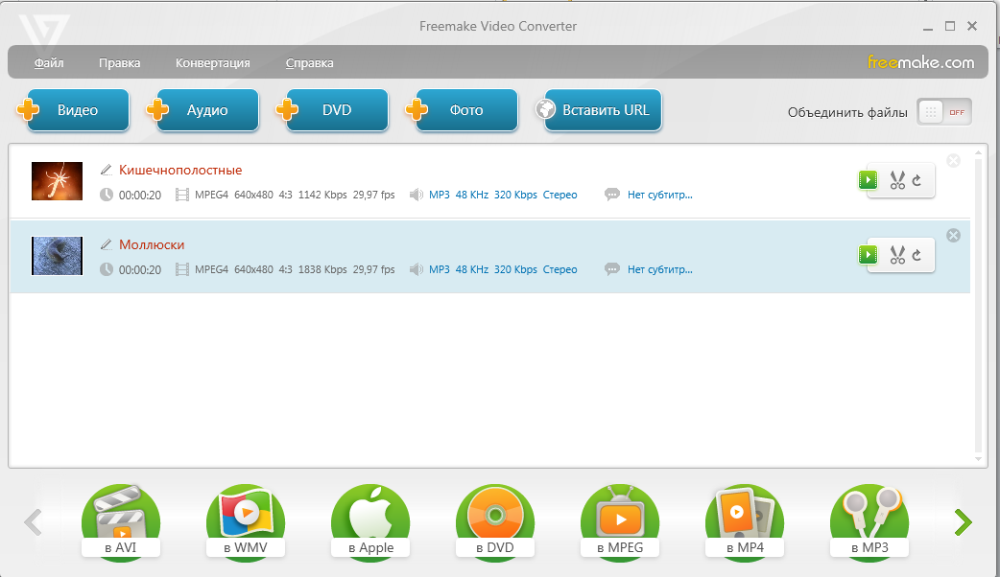 Freemake Video Converter
Файл Правка Конвертация Справка freemake.com
Видео Аудио DVD Фото Вставить URL Объединить файлы OFF
Кишечнополостные
00:00:20 MPEG4 640x480 4:3 1142 Kbps 29,97 fps MP3 48 KHz 320 Kbps Стерео Нет субтитр...
Моллюски
00:00:20 MPEG4 640x480 4:3 1838 Kbps 29,97 fps MP3 48 KHz 320 Kbps Стерео Нет субтитр...
в AVI в WMV в Apple в DVD в MPEG в MP4 в MP3